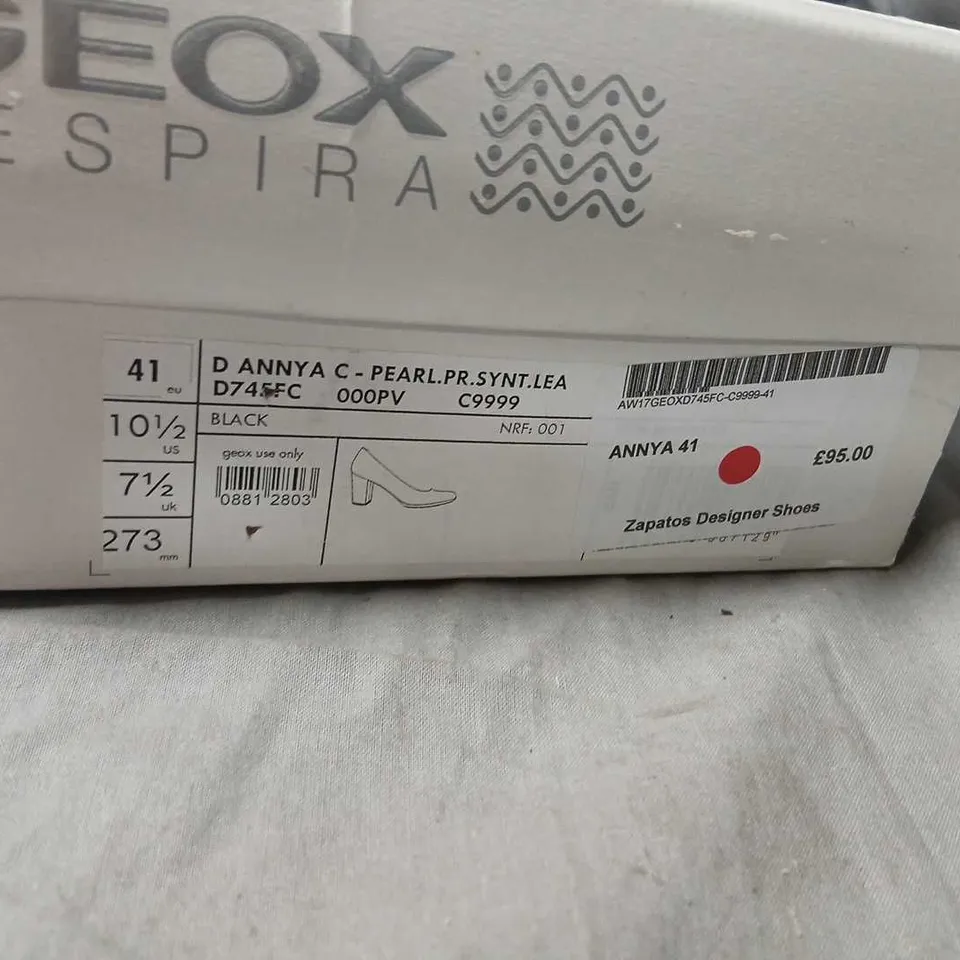 GEOX
ESPIRA
41 eu
10½ US
7½ uk
273 mm
D ANNYA C - PEARL.PR.SYNT.LEA
D745FC 000PV C9999
BLACK NRF: 001
geox use only
0881 2803
AW17GEOXD745FC-C9999-41
ANNYA 41 £95.00
Zapatos Designer Shoes